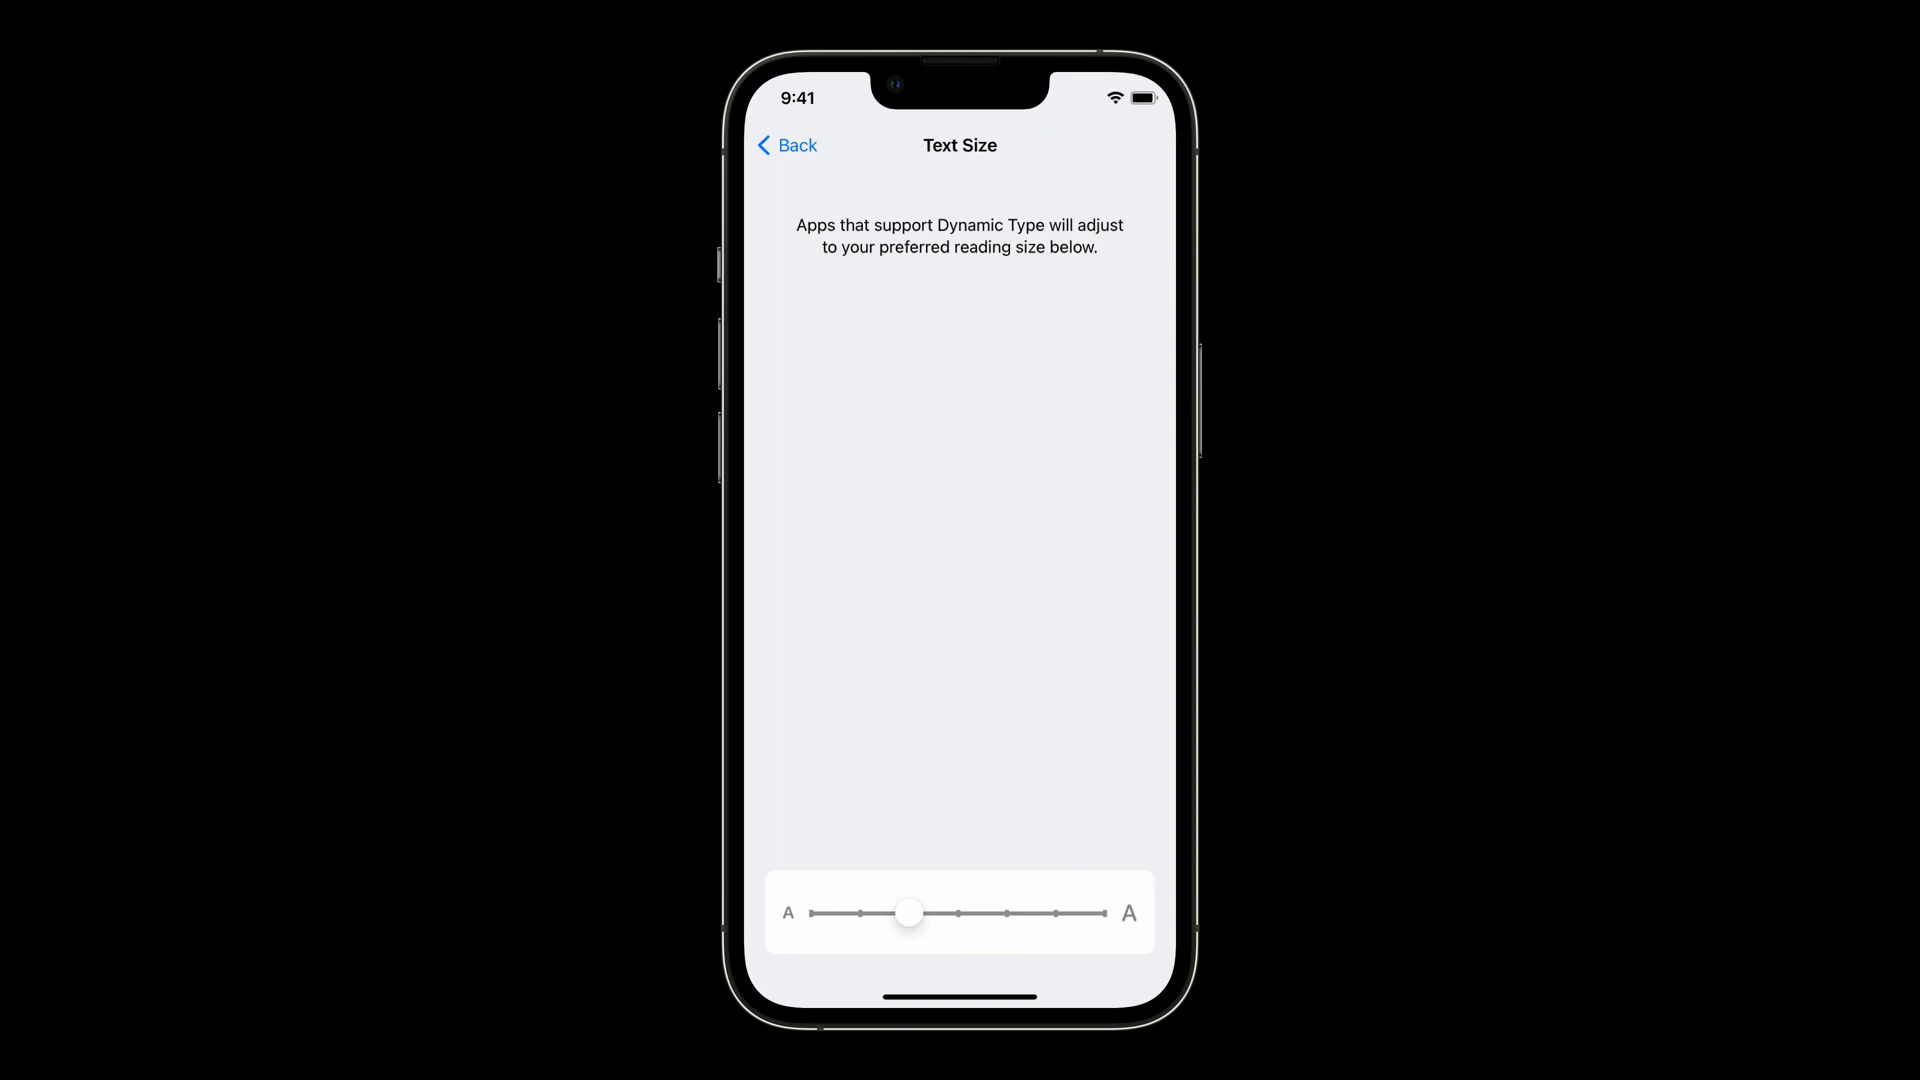 9:41
Back
Text Size
Apps that support Dynamic Type will adjust
to your preferred reading size below.
A A